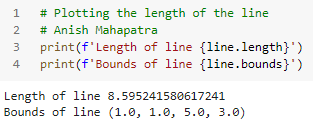 1 # Plotting the length of the line
2 # Anish Mahapatra
3 print(f'Length of line {line.length}')
4 print(f'Bounds of line {line.bounds}')
Length of line 8.595241580617241
Bounds of line (1.0, 1.0, 5.0, 3.0)